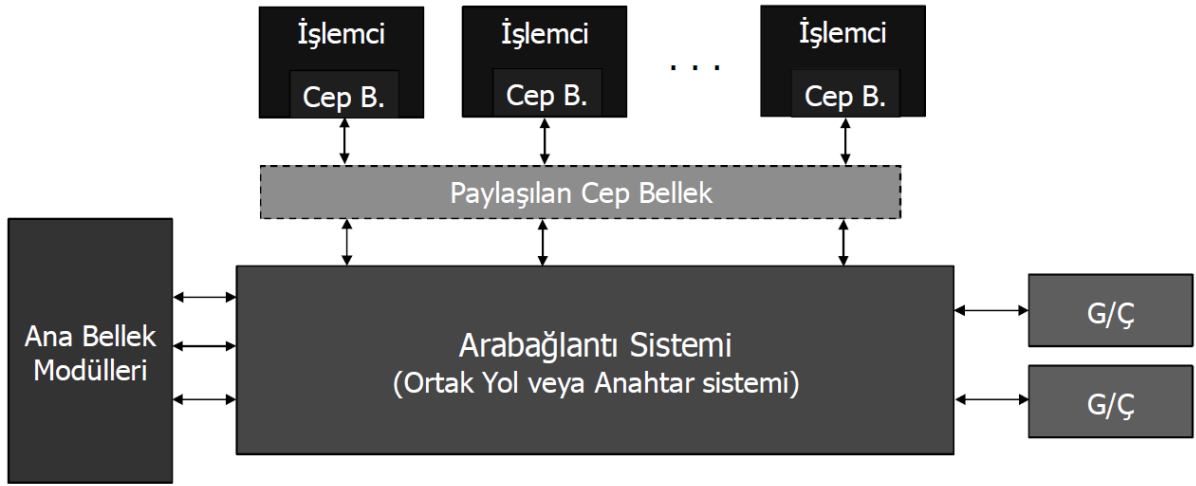 İşlemci
Cep B.
İşlemci
Cep B.
. . .
İşlemci
Cep B.
Paylaşılan Cep Bellek
Ana Bellek
Modülleri
Arabağlantı Sistemi
(Ortak Yol veya Anahtar sistemi)
G/Ç
G/Ç